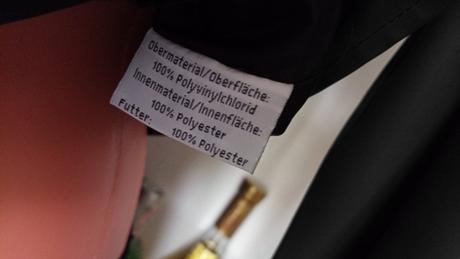 Obermaterial/Oberfläche:
100% Polyvinylchlorid
Innenmaterial/Innenfläche:
100% Polyester
Futter: 100% Polyester